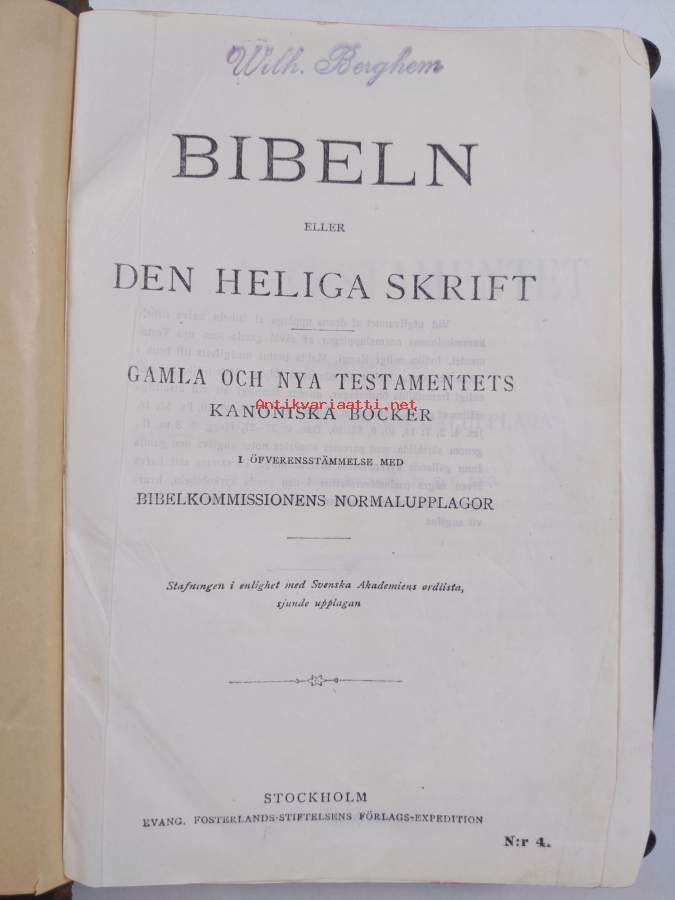 Wilh. Berghem
BIBELN
ELLER
DEN HELIGA SKRIFT
GAMLA OCH NYA TESTAMENTETS
Antikvariaatti.net
KANONISKA BÖCKER
I ÖFVERENSSTÄMMELSE MED
BIBELKOMMISSIONENS NORMALUPPLAGOR
Stafningen i enlighet med Svenska Akademiens ordlista,
sjunde upplagan
STOCKHOLM
EVANG. FOSTERLANDS-STIFTELSENS FÖRLAGS-EXPEDITION
N:r 4.